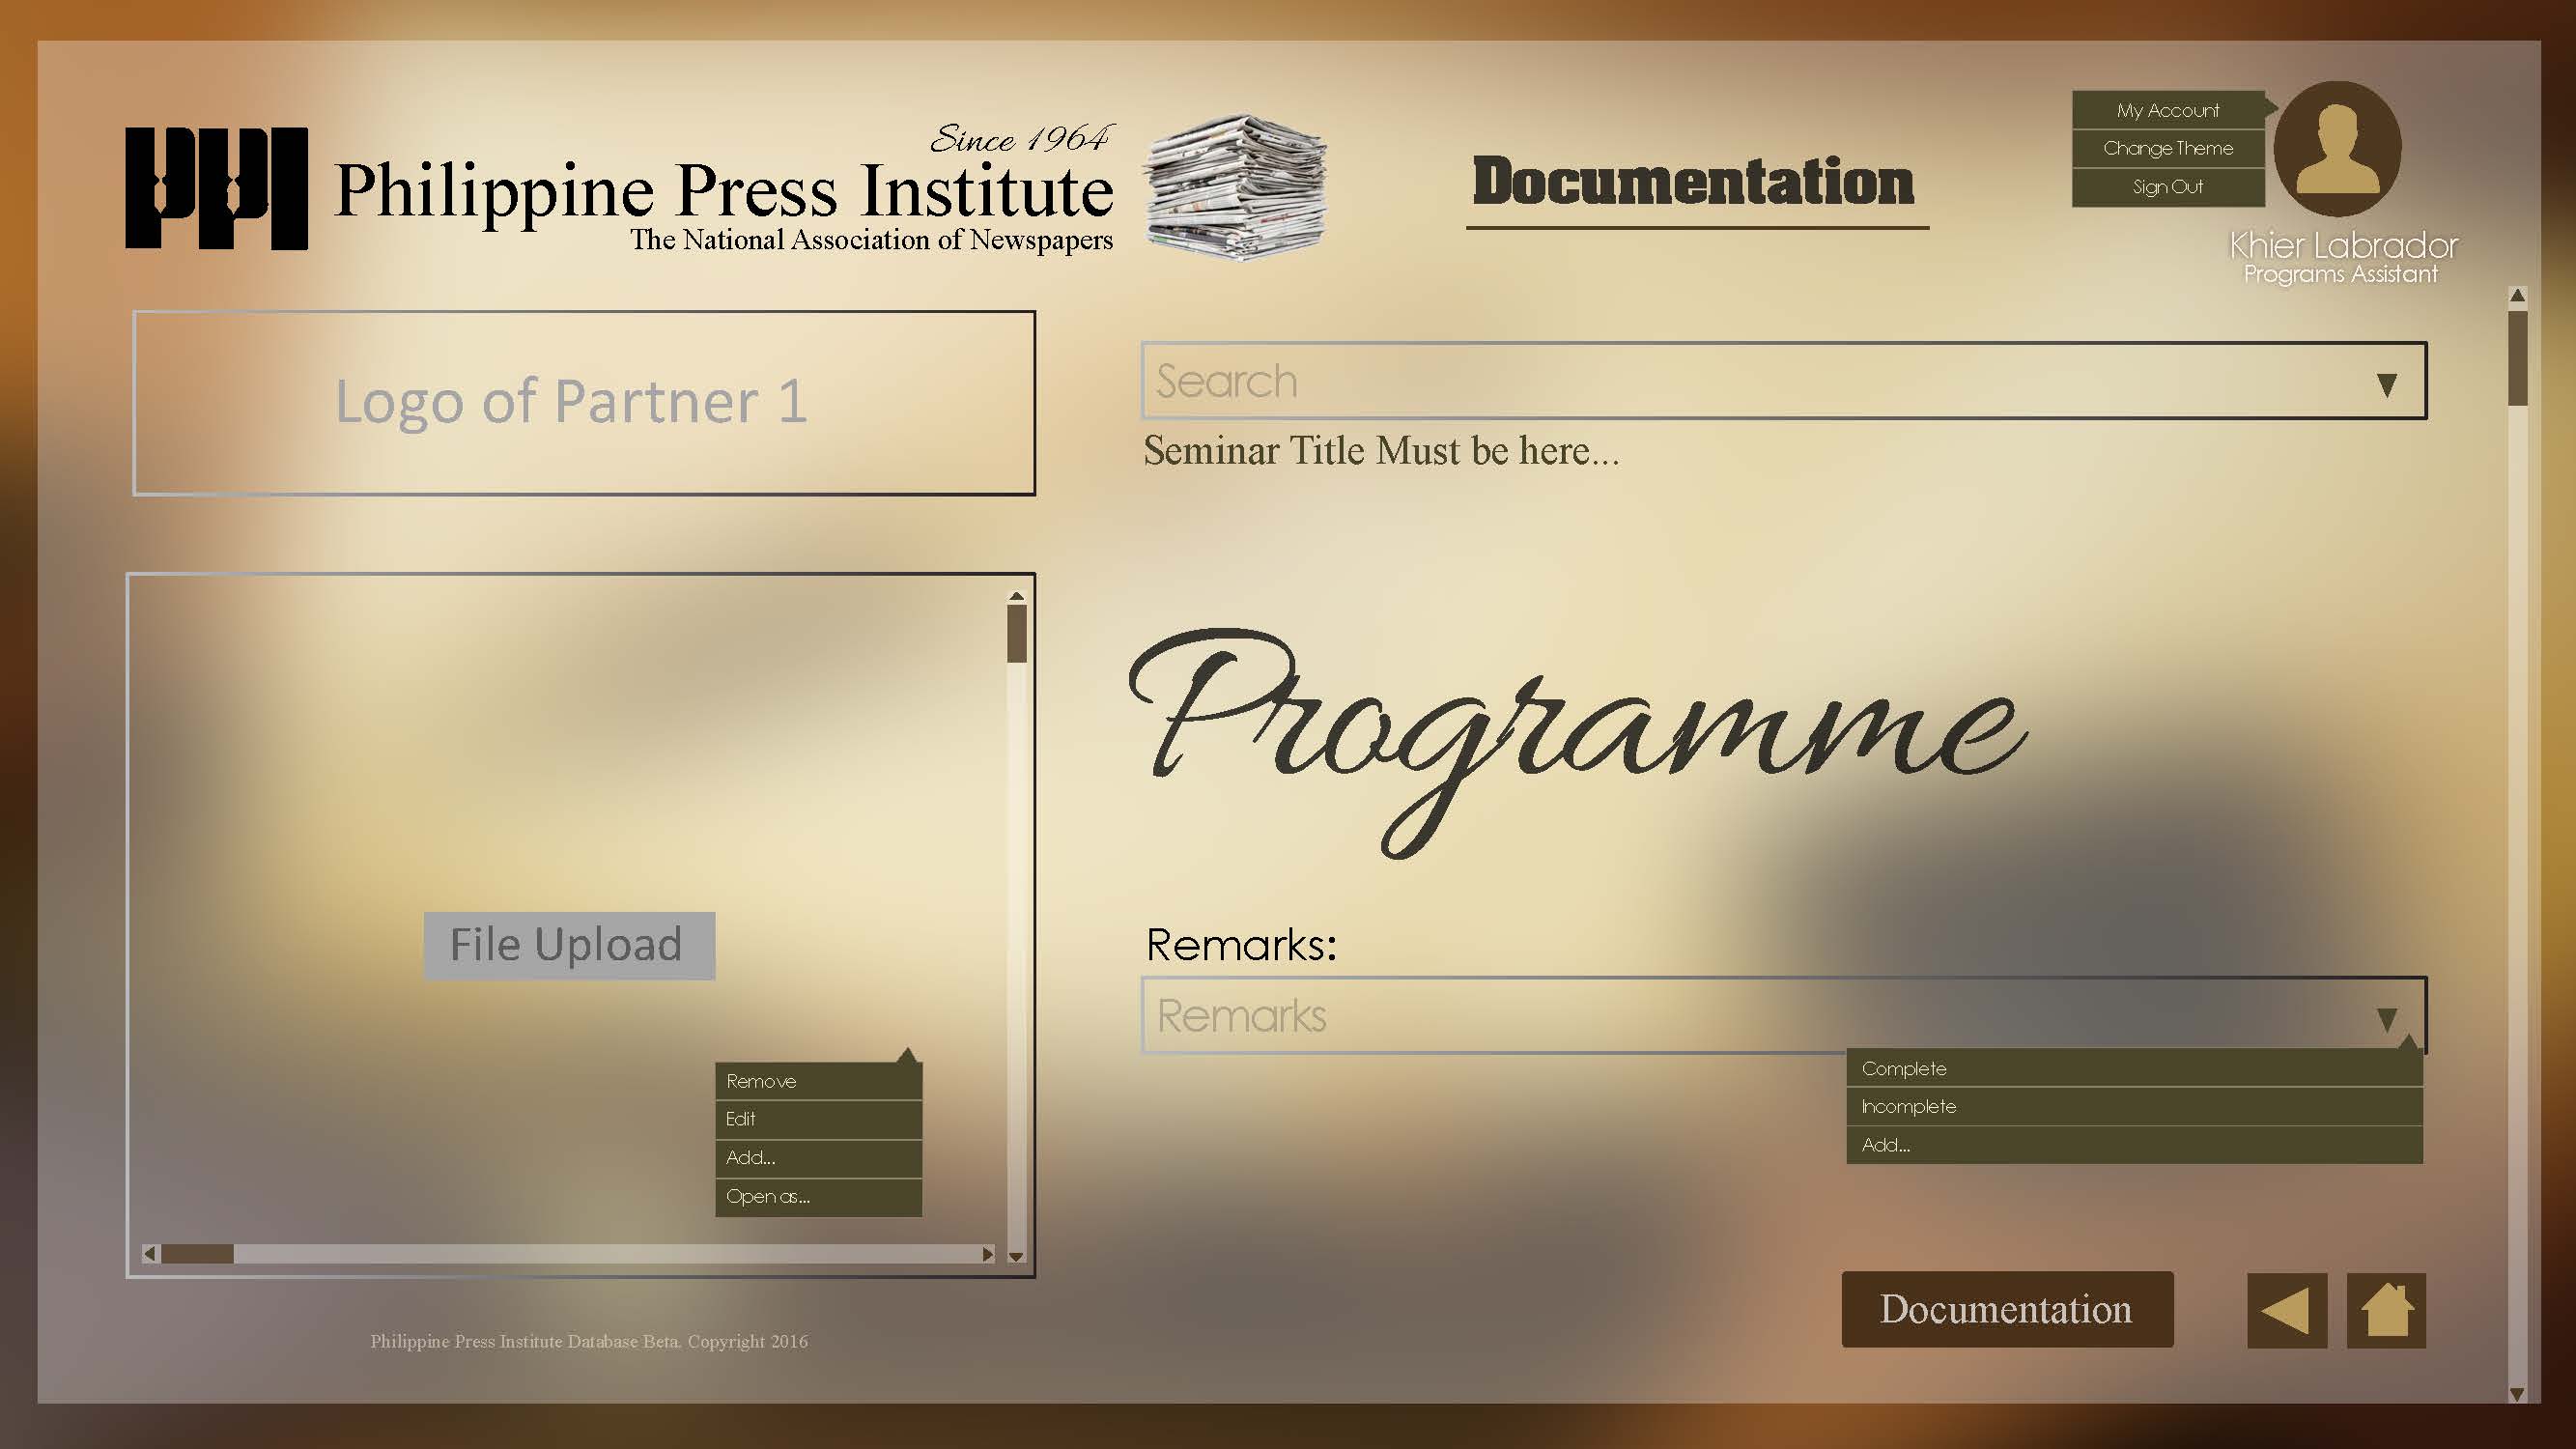 PPI
Since 1964
Philippine Press Institute
The National Association of Newspapers
Documentation
My Account
Change Theme
Sign Out
Khier Labrador
Programs Assistant
Logo of Partner 1
Search
Seminar Title Must be here...
Programme
File Upload
Remove
Edit
Add...
Open as...
Remarks:
Remarks
Complete
Incomplete
Add...
Documentation
Philippine Press Institute Database Beta. Copyright 2016